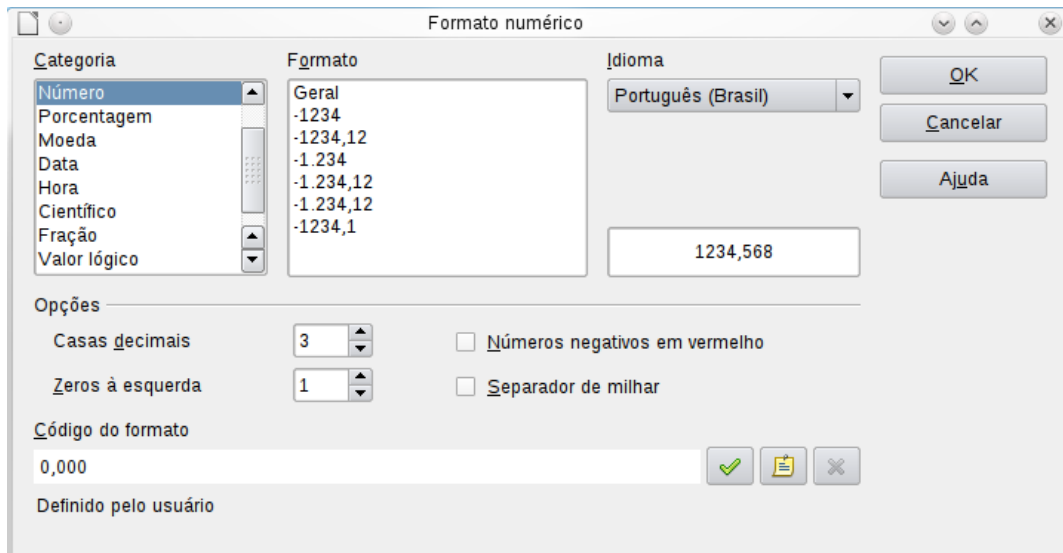 Formato numérico
Categoria
Número
Porcentagem
Moeda
Data
Hora
Científico
Fração
Valor lógico
Formato
Geral
-1234
-1234,12
-1.234
-1.234,12
-1.234,12
-1234,1
Idioma
Português (Brasil)
1234,568
OK
Cancelar
Ajuda
Opções
Casas decimais
3
Números negativos em vermelho
Zeros à esquerda
1
Separador de milhar
Código do formato
0,000
Definido pelo usuário